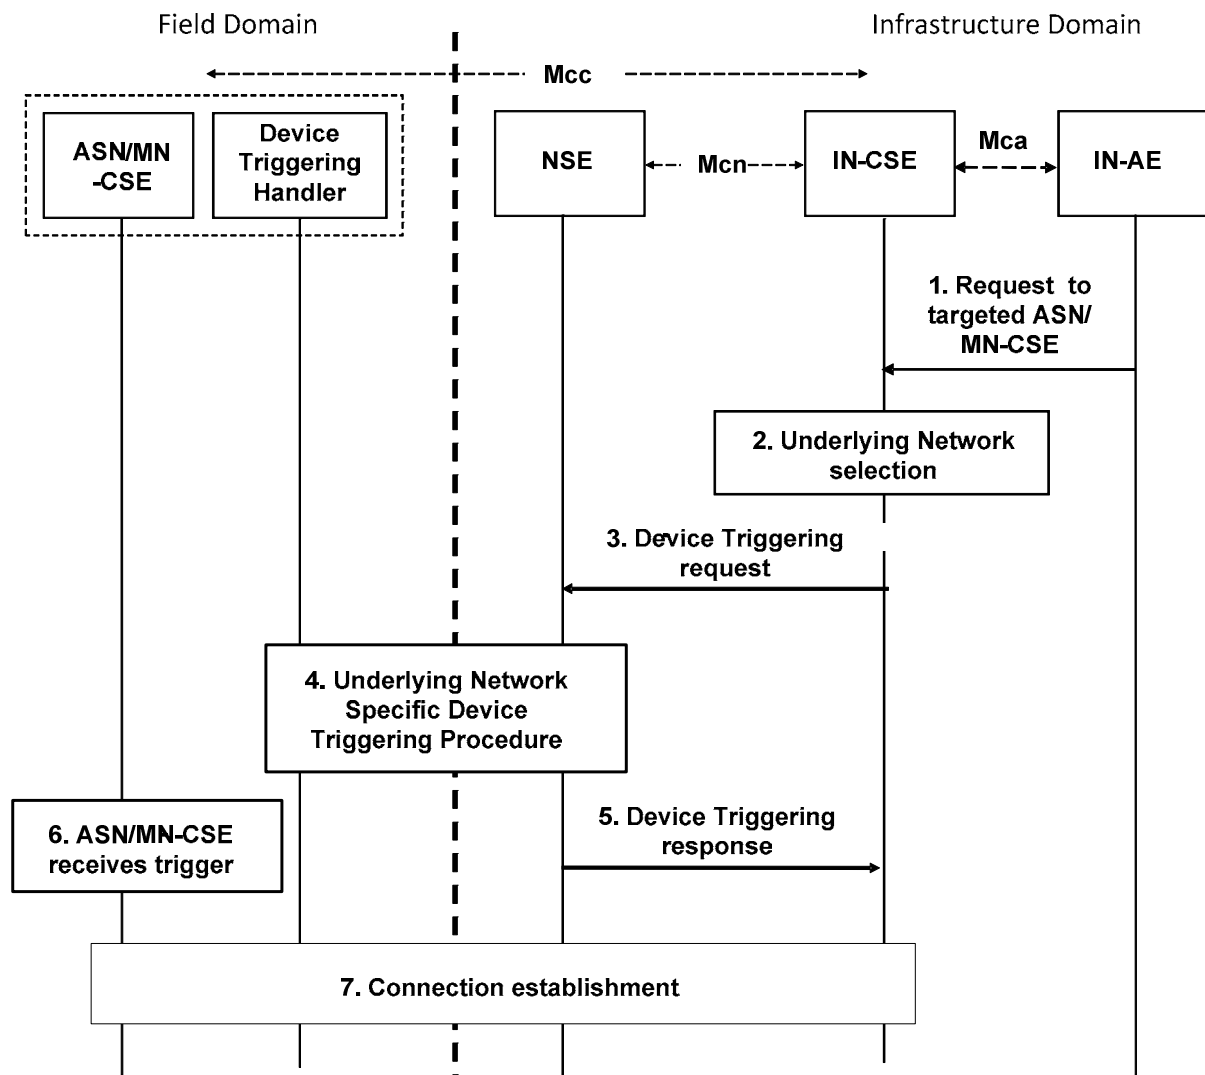 Field Domain
Infrastructure Domain
Mcc
ASN/MN
-CSE
Device
Triggering
Handler
NSE
Mcn
IN-CSE
Mca
IN-AE
1. Request to
targeted ASN/
MN-CSE
2. Underlying Network
selection
3. Device Triggering
request
4. Underlying Network
Specific Device
Triggering Procedure
5. Device Triggering
response
6. ASN/MN-CSE
receives trigger
7. Connection establishment